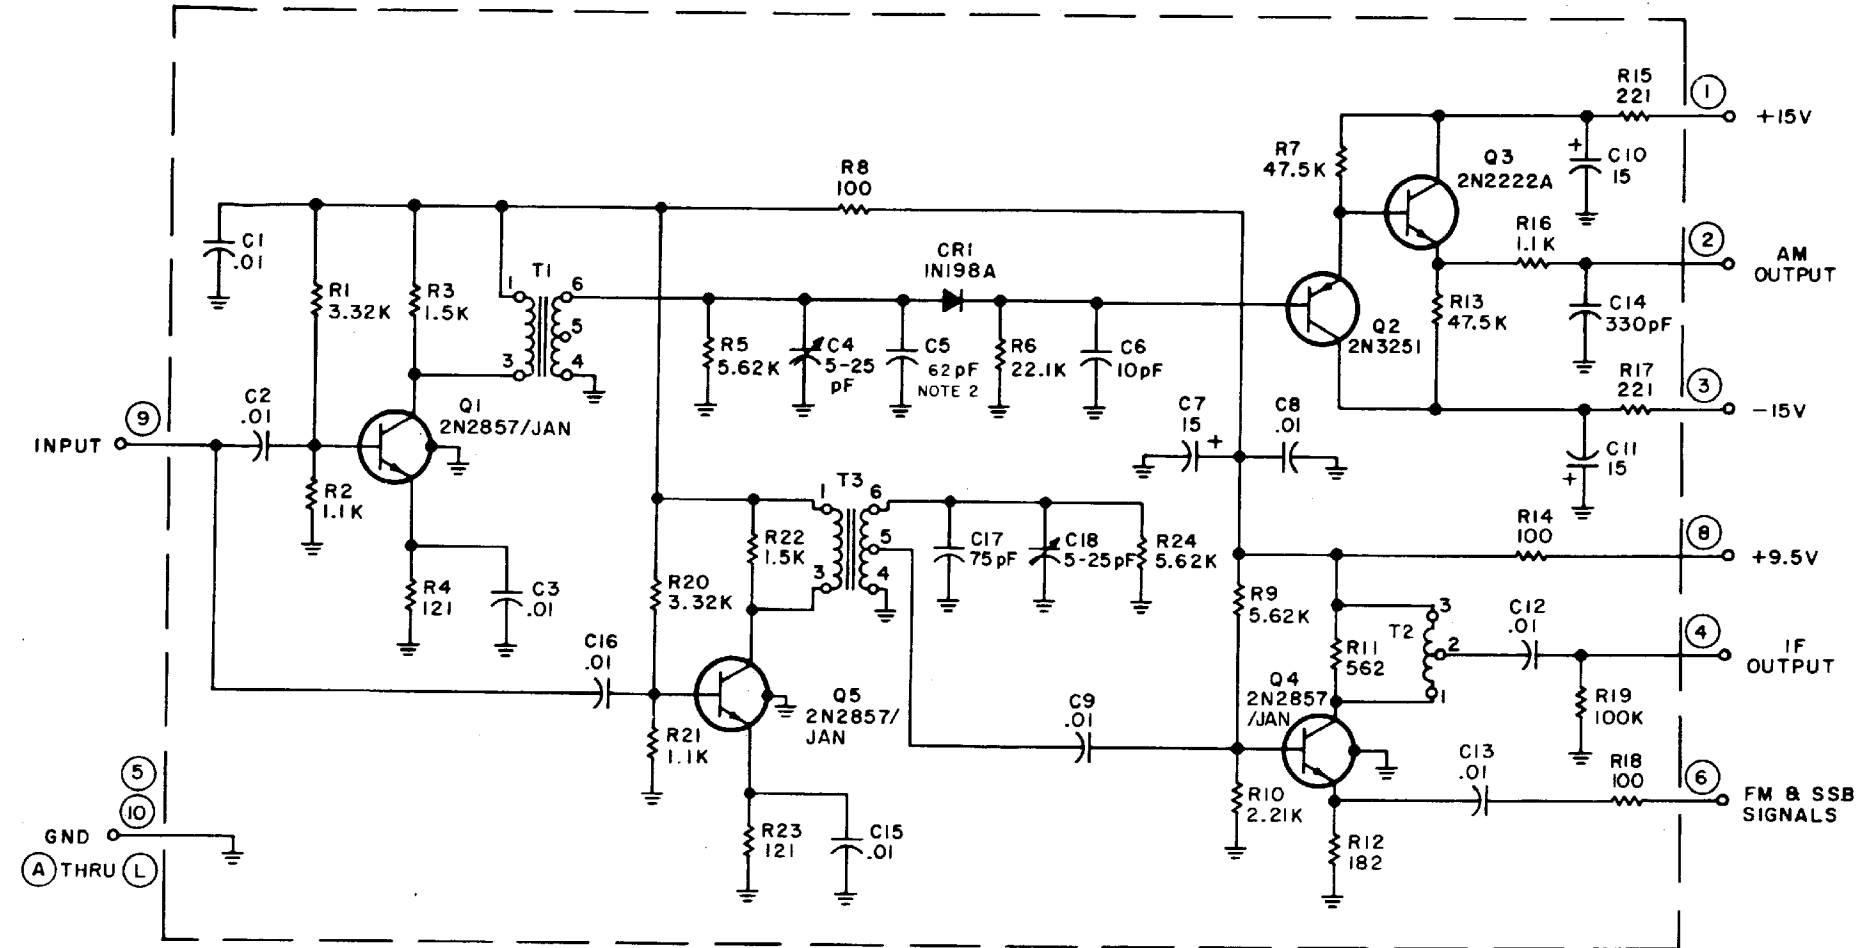 R15
221
1
+15V
R7
47.5K
Q3
2N2222A
+
C10
15
R8
100
R16
1.1K
2
AM
OUTPUT
C1
.01
R1
3.32K
R3
1.5K
T1
1
6
5
3
4
CR1
1N198A
R5
5.62K
C4
5-25
pF
C5
62pF
NOTE 2
R6
22.1K
C6
10pF
Q2
2N3251
R13
47.5K
C14
330pF
R17
221
3
-15V
INPUT
9
C2
.01
Q1
2N2857/JAN
R2
1.1K
C7
15
+
C8
.01
C11
15
+
R4
121
C3
.01
T3
1
6
5
3
4
R22
1.5K
C17
75pF
C18
5-25pF
R24
5.62K
R14
100
8
+9.5V
R20
3.32K
R9
5.62K
R11
562
T2
3
2
1
C12
.01
4
IF
OUTPUT
R19
100K
C16
.01
Q5
2N2857/
JAN
R21
1.1K
C9
.01
Q4
2N2857
/JAN
C13
.01
R18
100
6
FM & SSB
SIGNALS
R10
2.21K
R12
182
R23
121
C15
.01
5
10
GND
A THRU L